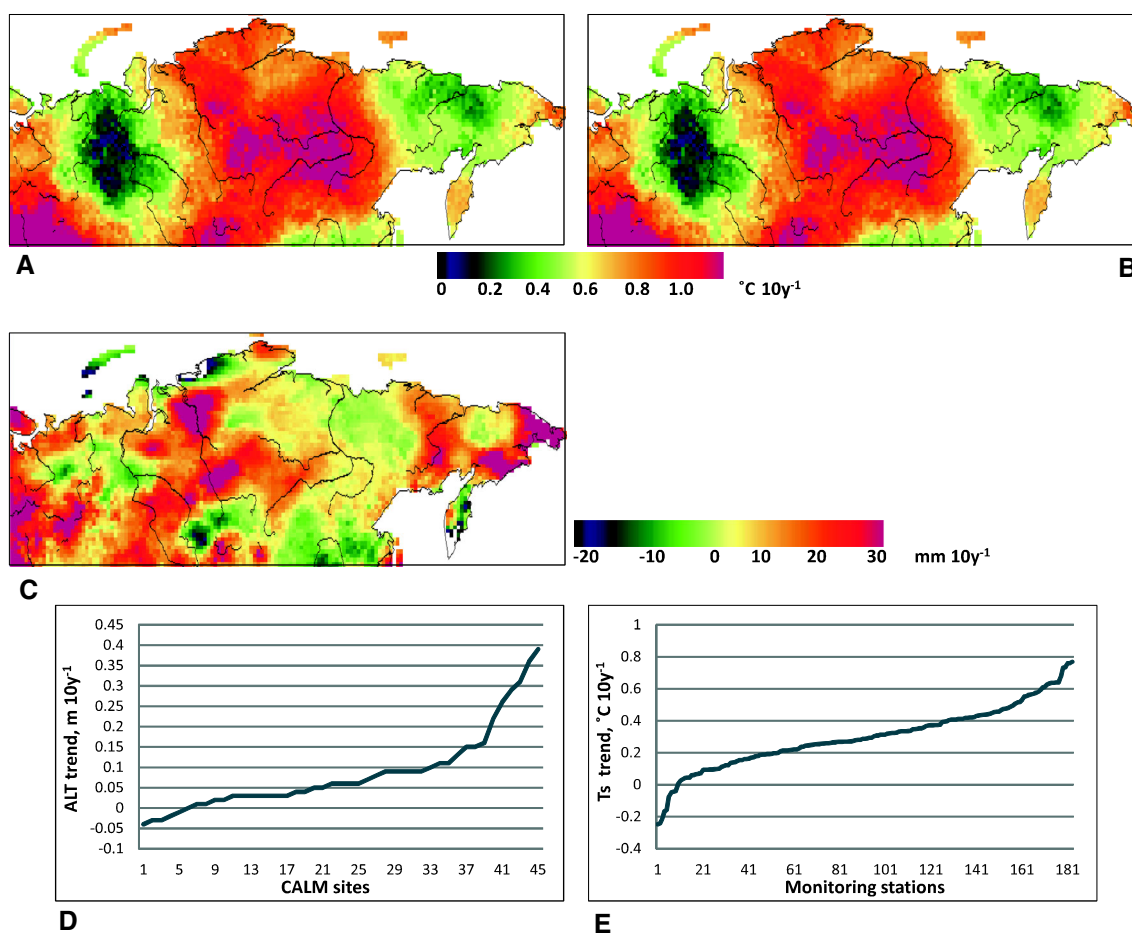 A
B
0 0.2 0.4 0.6 0.8 1.0 ˚C 10y-1
C
-20 -10 0 10 20 30 mm 10y-1
ALT trend, m 10y-1
0.45
0.4
0.35
0.3
0.25
0.2
0.15
0.1
0.05
0
-0.05
-0.1
1 5 9 13 17 21 25 29 33 37 41 45
CALM sites
D
Ts trend, ˚C 10y-1
1
0.8
0.6
0.4
0.2
0
-0.2
-0.4
1 21 41 61 81 101 121 141 161 181
Monitoring stations
E